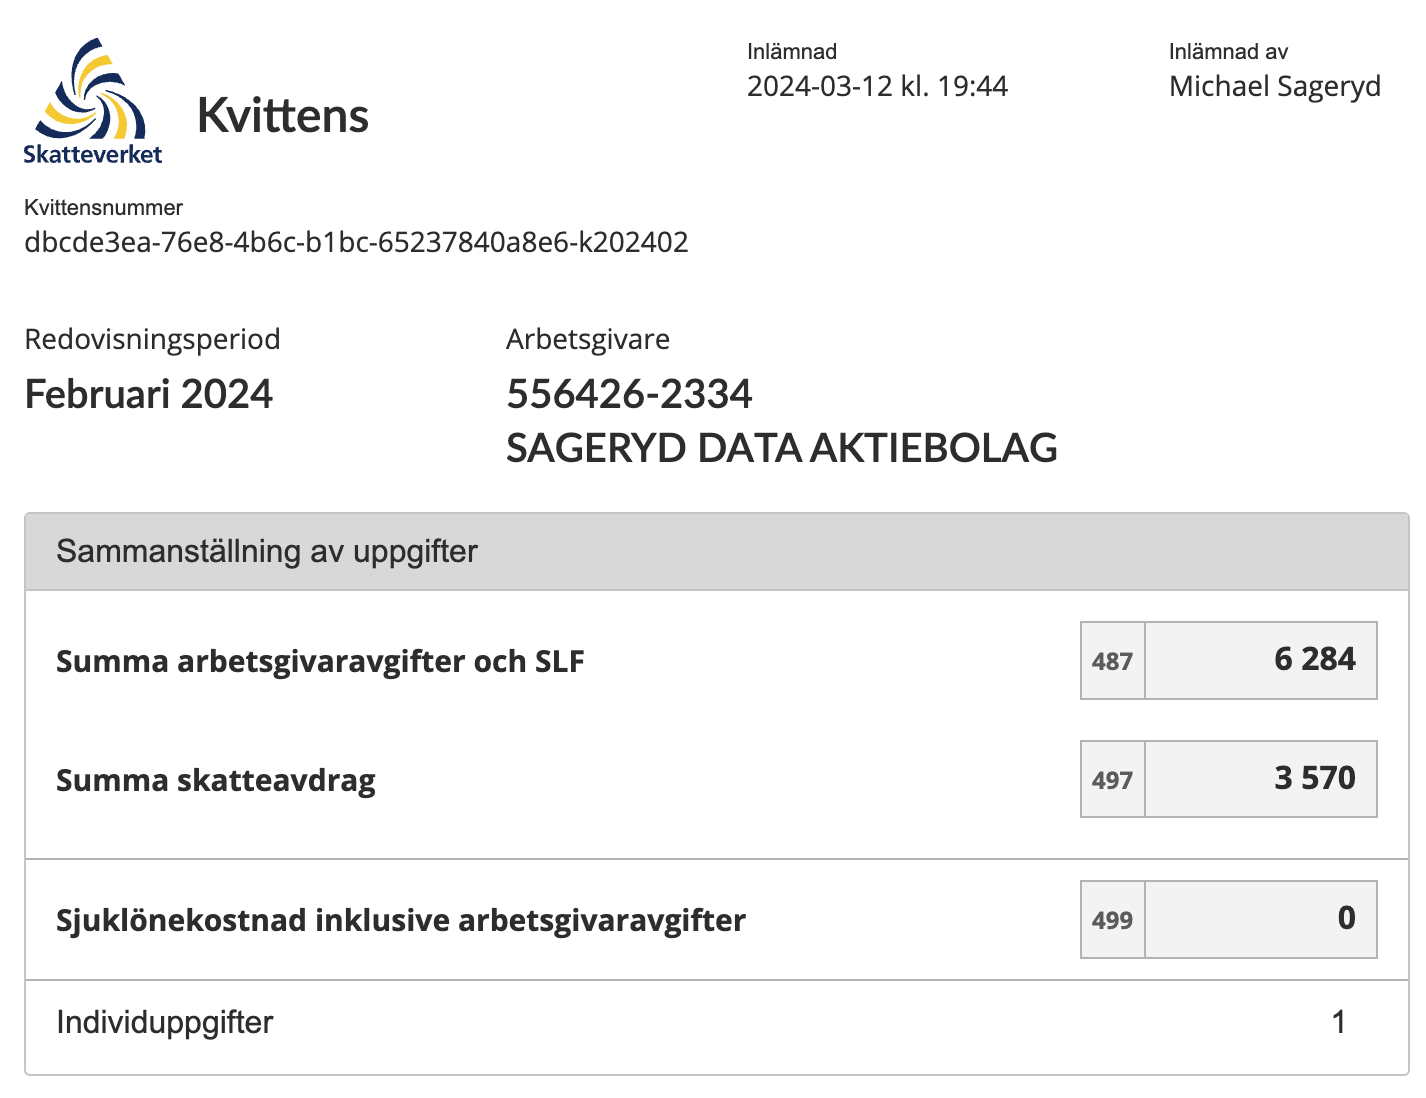 Skatteverket
Kvittens
Inlämnad
2024-03-12 kl. 19:44
Inlämnad av
Michael Sageryd
Kvittensnummer
dbcde3ea-76e8-4b6c-b1bc-65237840a8e6-k202402
Redovisningsperiod
Februari 2024
Arbetsgivare
556426-2334
SAGERYD DATA AKTIEBOLAG
Sammanställning av uppgifter
Summa arbetsgivaravgifter och SLF 487 6 284
Summa skatteavdrag 497 3 570
Sjuklönekostnad inklusive arbetsgivaravgifter 499 0
Individuppgifter 1